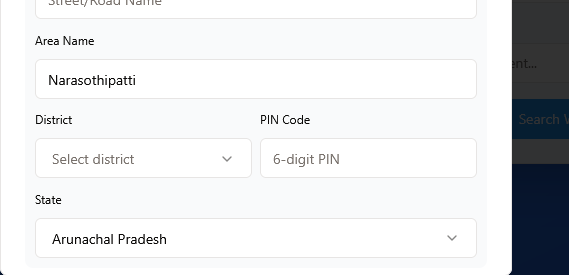 Street/Road Name
Area Name
Narasothipatti
District
PIN Code
Select district
6-digit PIN
State
Arunachal Pradesh
ent...
Search